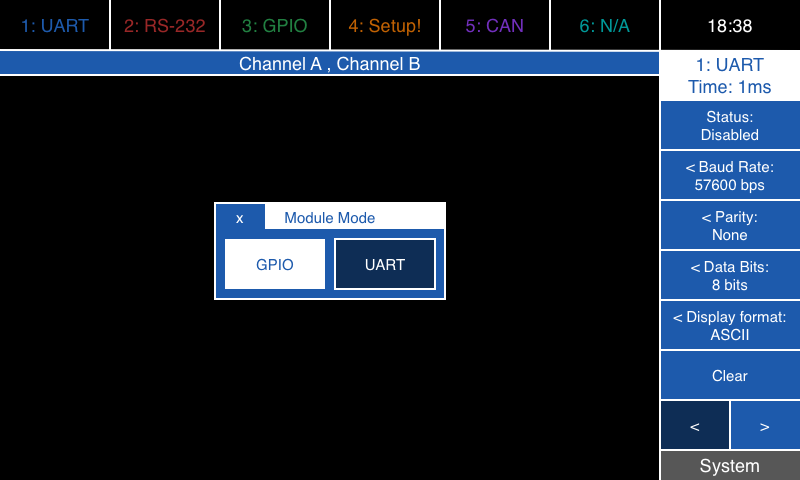 1: UART
2: RS-232
3: GPIO
4: Setup!
5: CAN
6: N/A
18:38
Channel A , Channel B
1: UART
Time: 1ms
Status:
Disabled
< Baud Rate:
57600 bps
< Parity:
None
< Data Bits:
8 bits
< Display format:
ASCII
Clear
< >
System
x Module Mode
GPIO UART